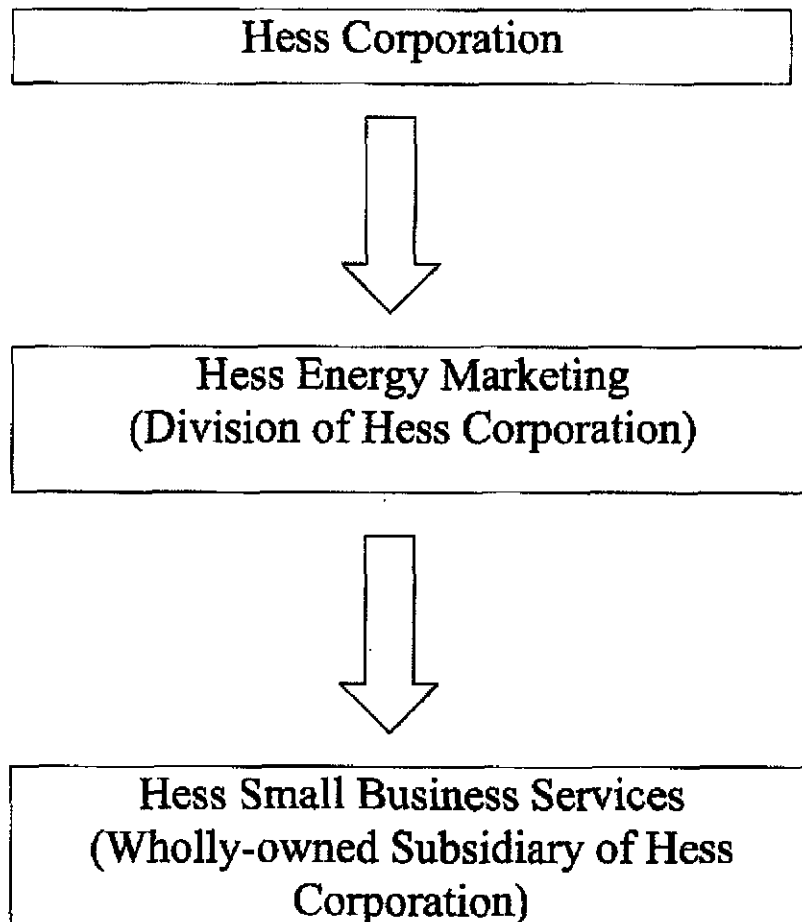 Hess Corporation
Hess Energy Marketing
(Division of Hess Corporation)
Hess Small Business Services
(Wholly-owned Subsidiary of Hess
Corporation)